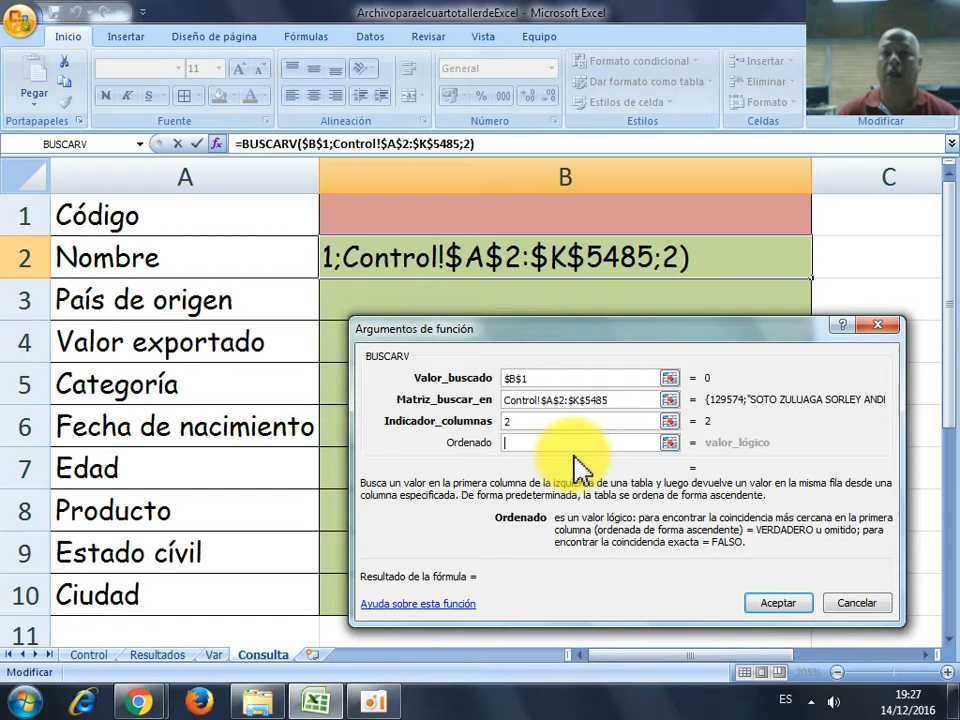 ArchivoparaelcuartotallerdeExcel - Microsoft Excel
Inicio
Insertar
Diseño de página
Fórmulas
Datos
Revisar
Vista
Equipo
Pegar
Portapapeles
11
A
A
N
K
S
A
Fuente
Alineación
General
%
000
Número
Formato condicional
Dar formato como tabla
Estilos de celda
Estilos
Insertar
Eliminar
Formato
Celdas
Modificar
BUSCARV
fx
=BUSCARV($B$1;Control!$A$2:$K$5485;2)
A
B
C
1
Código
2
Nombre
1;Control!$A$2:$K$5485;2)
3
País de origen
4
Valor exportado
5
Categoría
6
Fecha de nacimiento
7
Edad
8
Producto
9
Estado cívil
10
Ciudad
11
Argumentos de función
BUSCARV
Valor_buscado
$B$1
= 0
Matriz_buscar_en
Control!$A$2:$K$5485
= {129574;"SOTO ZULUAGA SORLEY ANDI
Indicador_columnas
2
= 2
Ordenado
= valor_lógico
=
Busca un valor en la primera columna de la izquierda de una tabla y luego devuelve un valor en la misma fila desde una
columna especificada. De forma predeterminada, la tabla se ordena de forma ascendente.
Ordenado es un valor lógico: para encontrar la coincidencia más cercana en la primera
columna (ordenada de forma ascendente) = VERDADERO u omitido; para
encontrar la coincidencia exacta = FALSO.
Resultado de la fórmula =
Ayuda sobre esta función
Aceptar
Cancelar
Control
Resultados
Var
Consulta
Modificar
205%
ES
19:27
14/12/2016